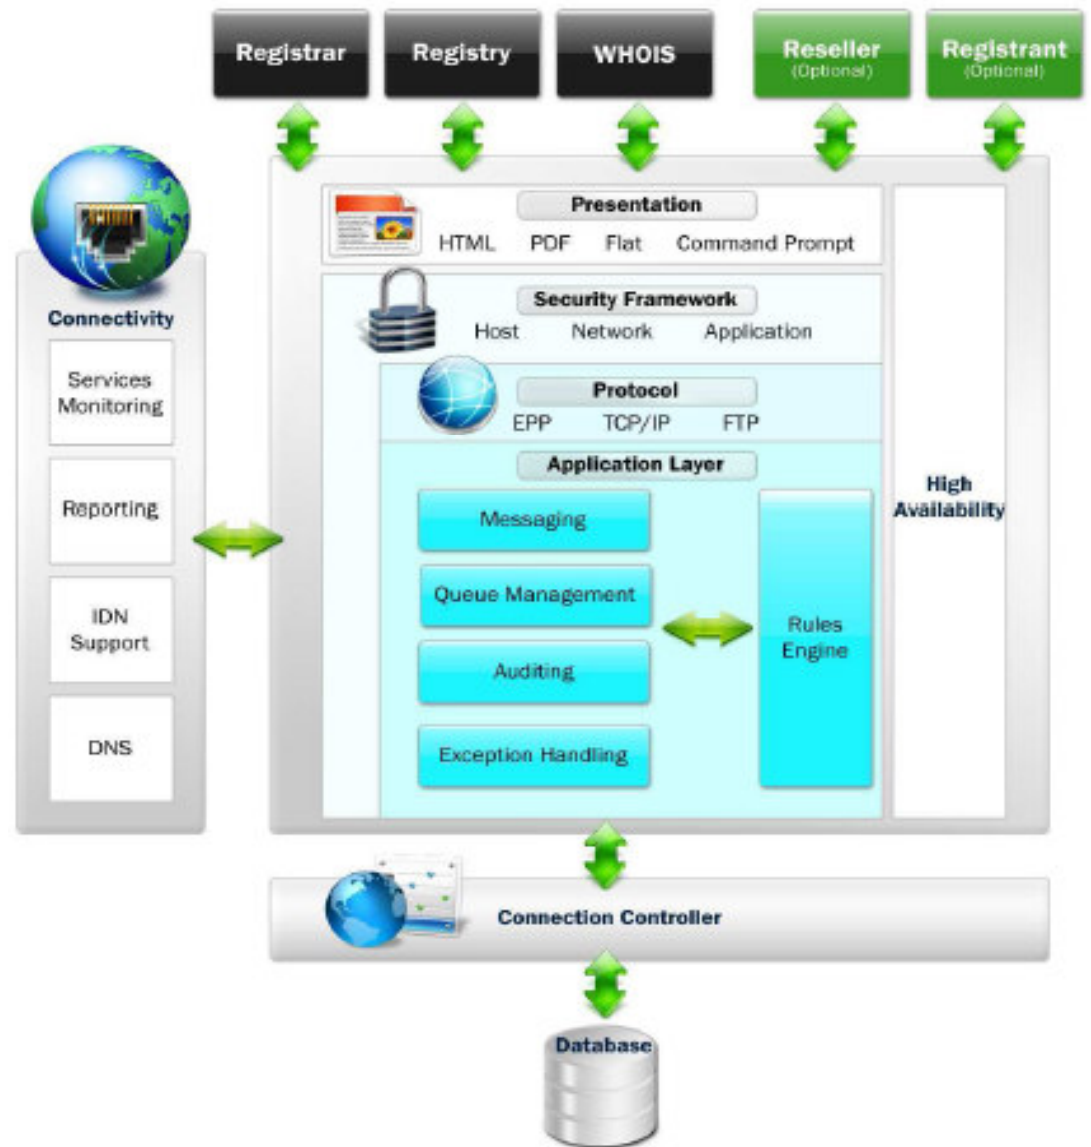 Registrar
Registry
WHOIS
Reseller
(Optional)
Registrant
(Optional)
Connectivity
Services
Monitoring
Reporting
IDN
Support
DNS
Presentation
HTML PDF Flat Command Prompt
Security Framework
Host Network Application
Protocol
EPP TCP/IP FTP
Application Layer
Messaging
Queue Management
Auditing
Exception Handling
Rules
Engine
High
Availability
Connection Controller
Database